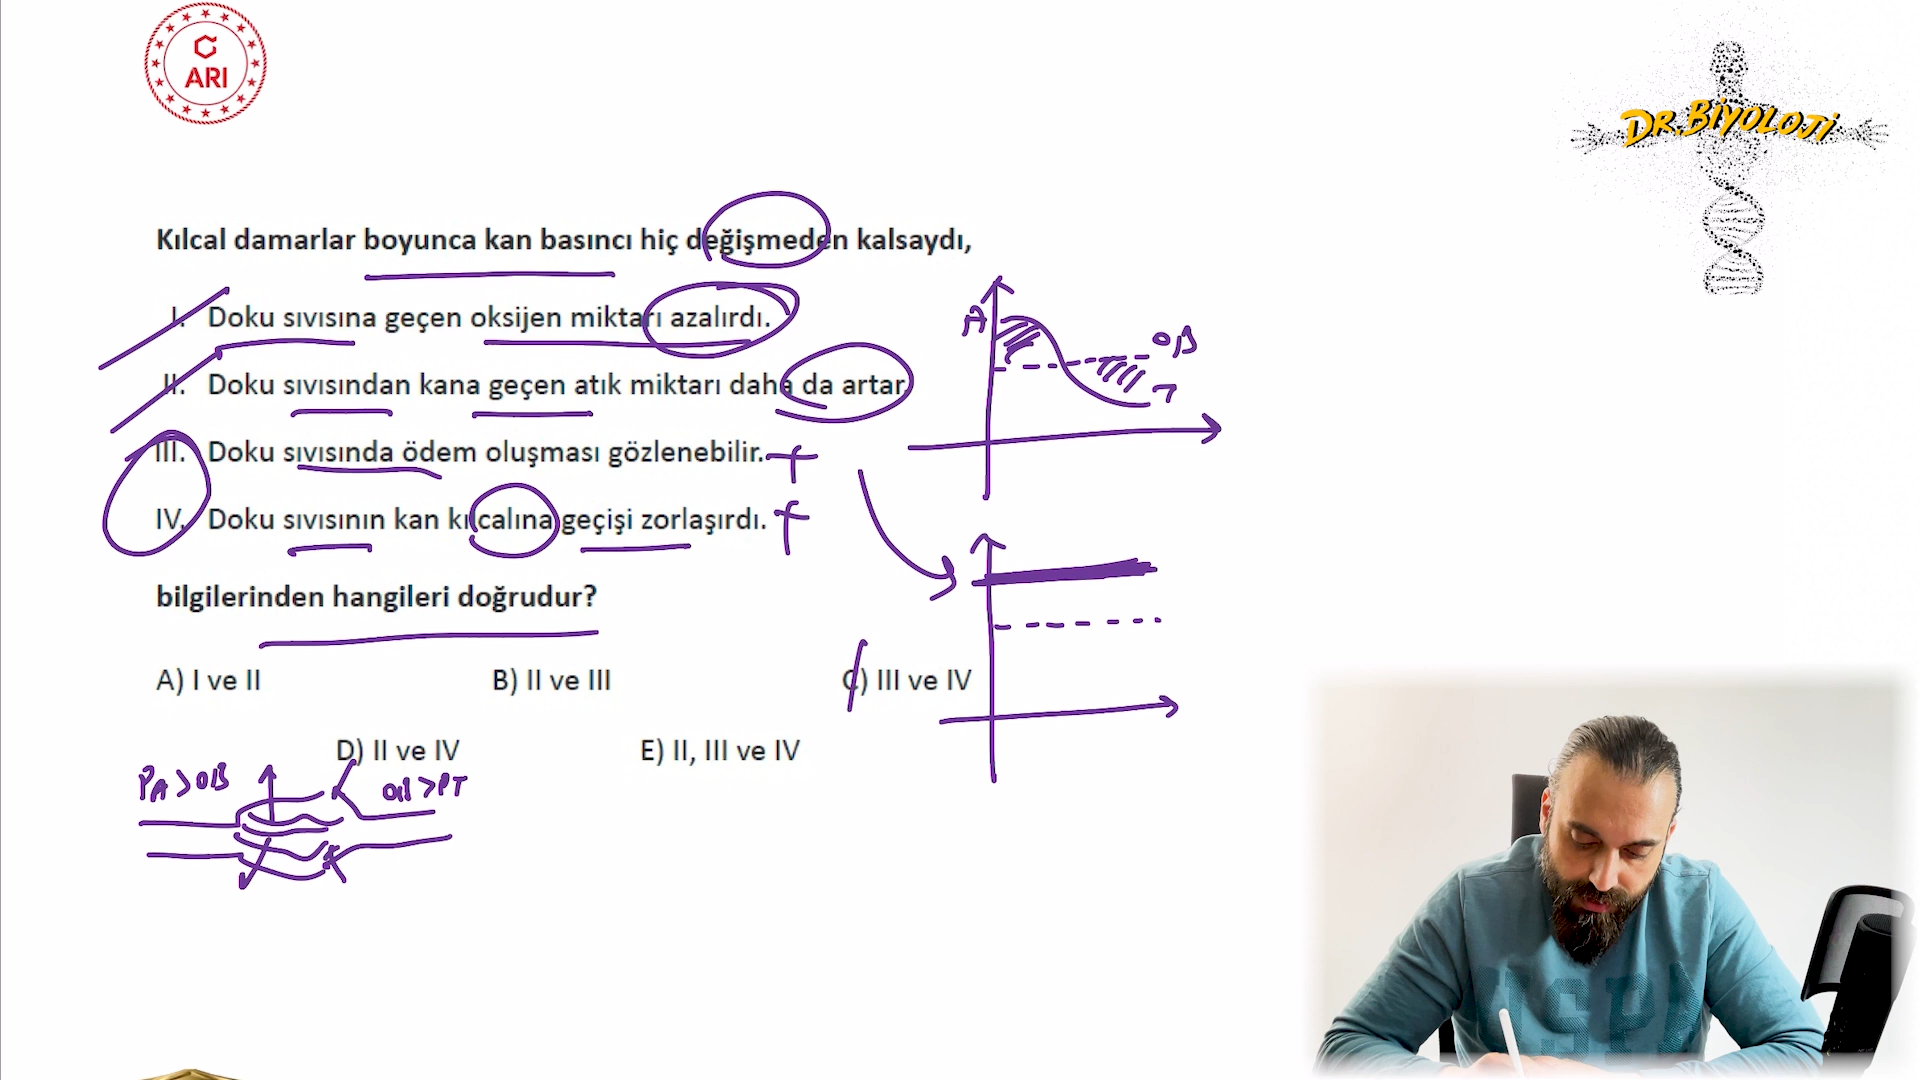 ARI
DR.BİYOLOJİ
Kılcal damarlar boyunca kan basıncı hiç değişmeden kalsaydı,
I. Doku sıvısına geçen oksijen miktarı azalırdı.
II. Doku sıvısından kana geçen atık miktarı daha da artar.
III. Doku sıvısında ödem oluşması gözlenebilir. +
IV. Doku sıvısının kan kılcalına geçişi zorlaşırdı. +
bilgilerinden hangileri doğrudur?
A) I ve II B) II ve III C) III ve IV
D) II ve IV E) II, III ve IV
A
OB
T
PA>OB OB>PT